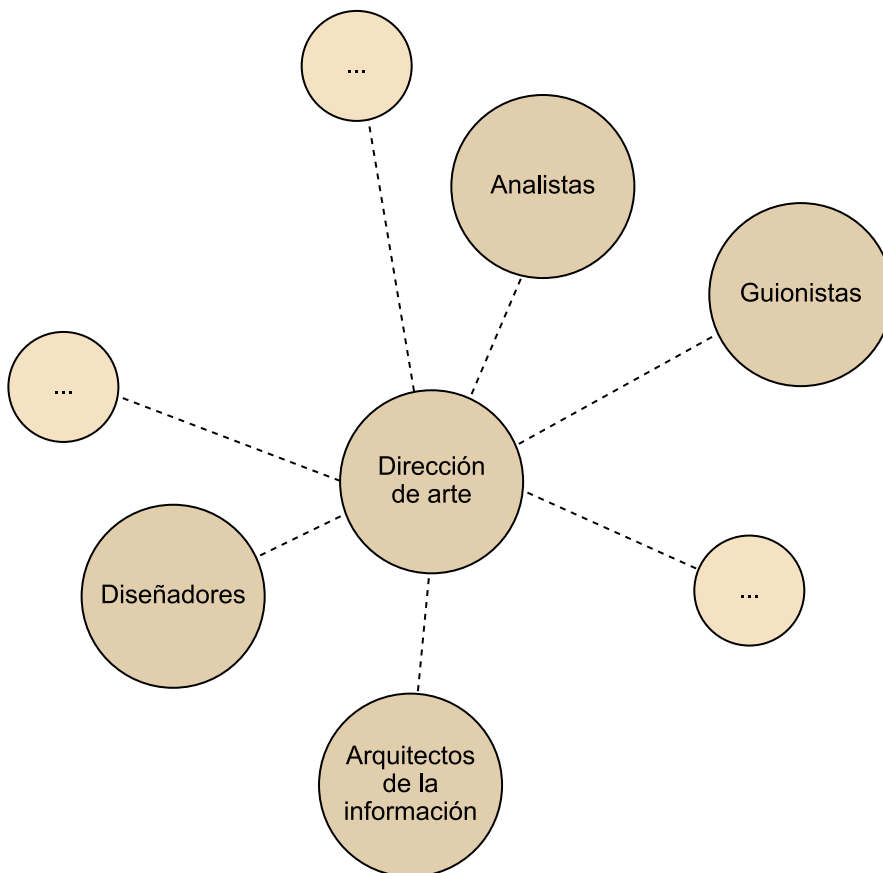 ...
Analistas
Guionistas
...
Dirección
de arte
Diseñadores
...
Arquitectos
de la
información